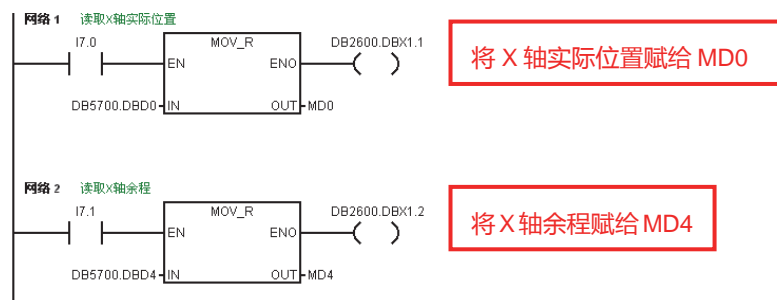 网络 1 读取X轴实际位置
I7.0 MOV_R DB2600.DBX1.1
EN ENO
DB5700.DBD0 IN OUT MD0
将 X 轴实际位置赋给 MD0
网络 2 读取X轴余程
I7.1 MOV_R DB2600.DBX1.2
EN ENO
DB5700.DBD4 IN OUT MD4
将 X 轴余程赋给 MD4